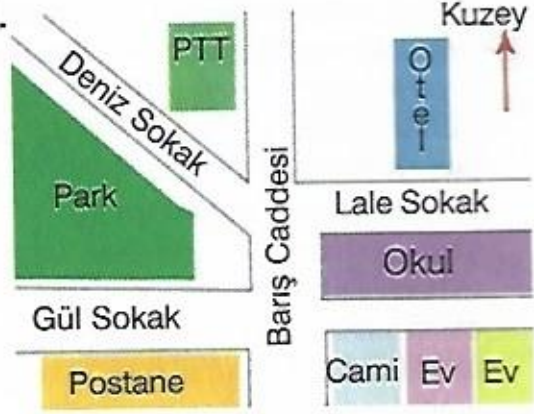 Kuzey
PTT
Otel
Deniz Sokak
Park
Barış Caddesi
Lale Sokak
Okul
Gül Sokak
Postane
Cami
Ev
Ev